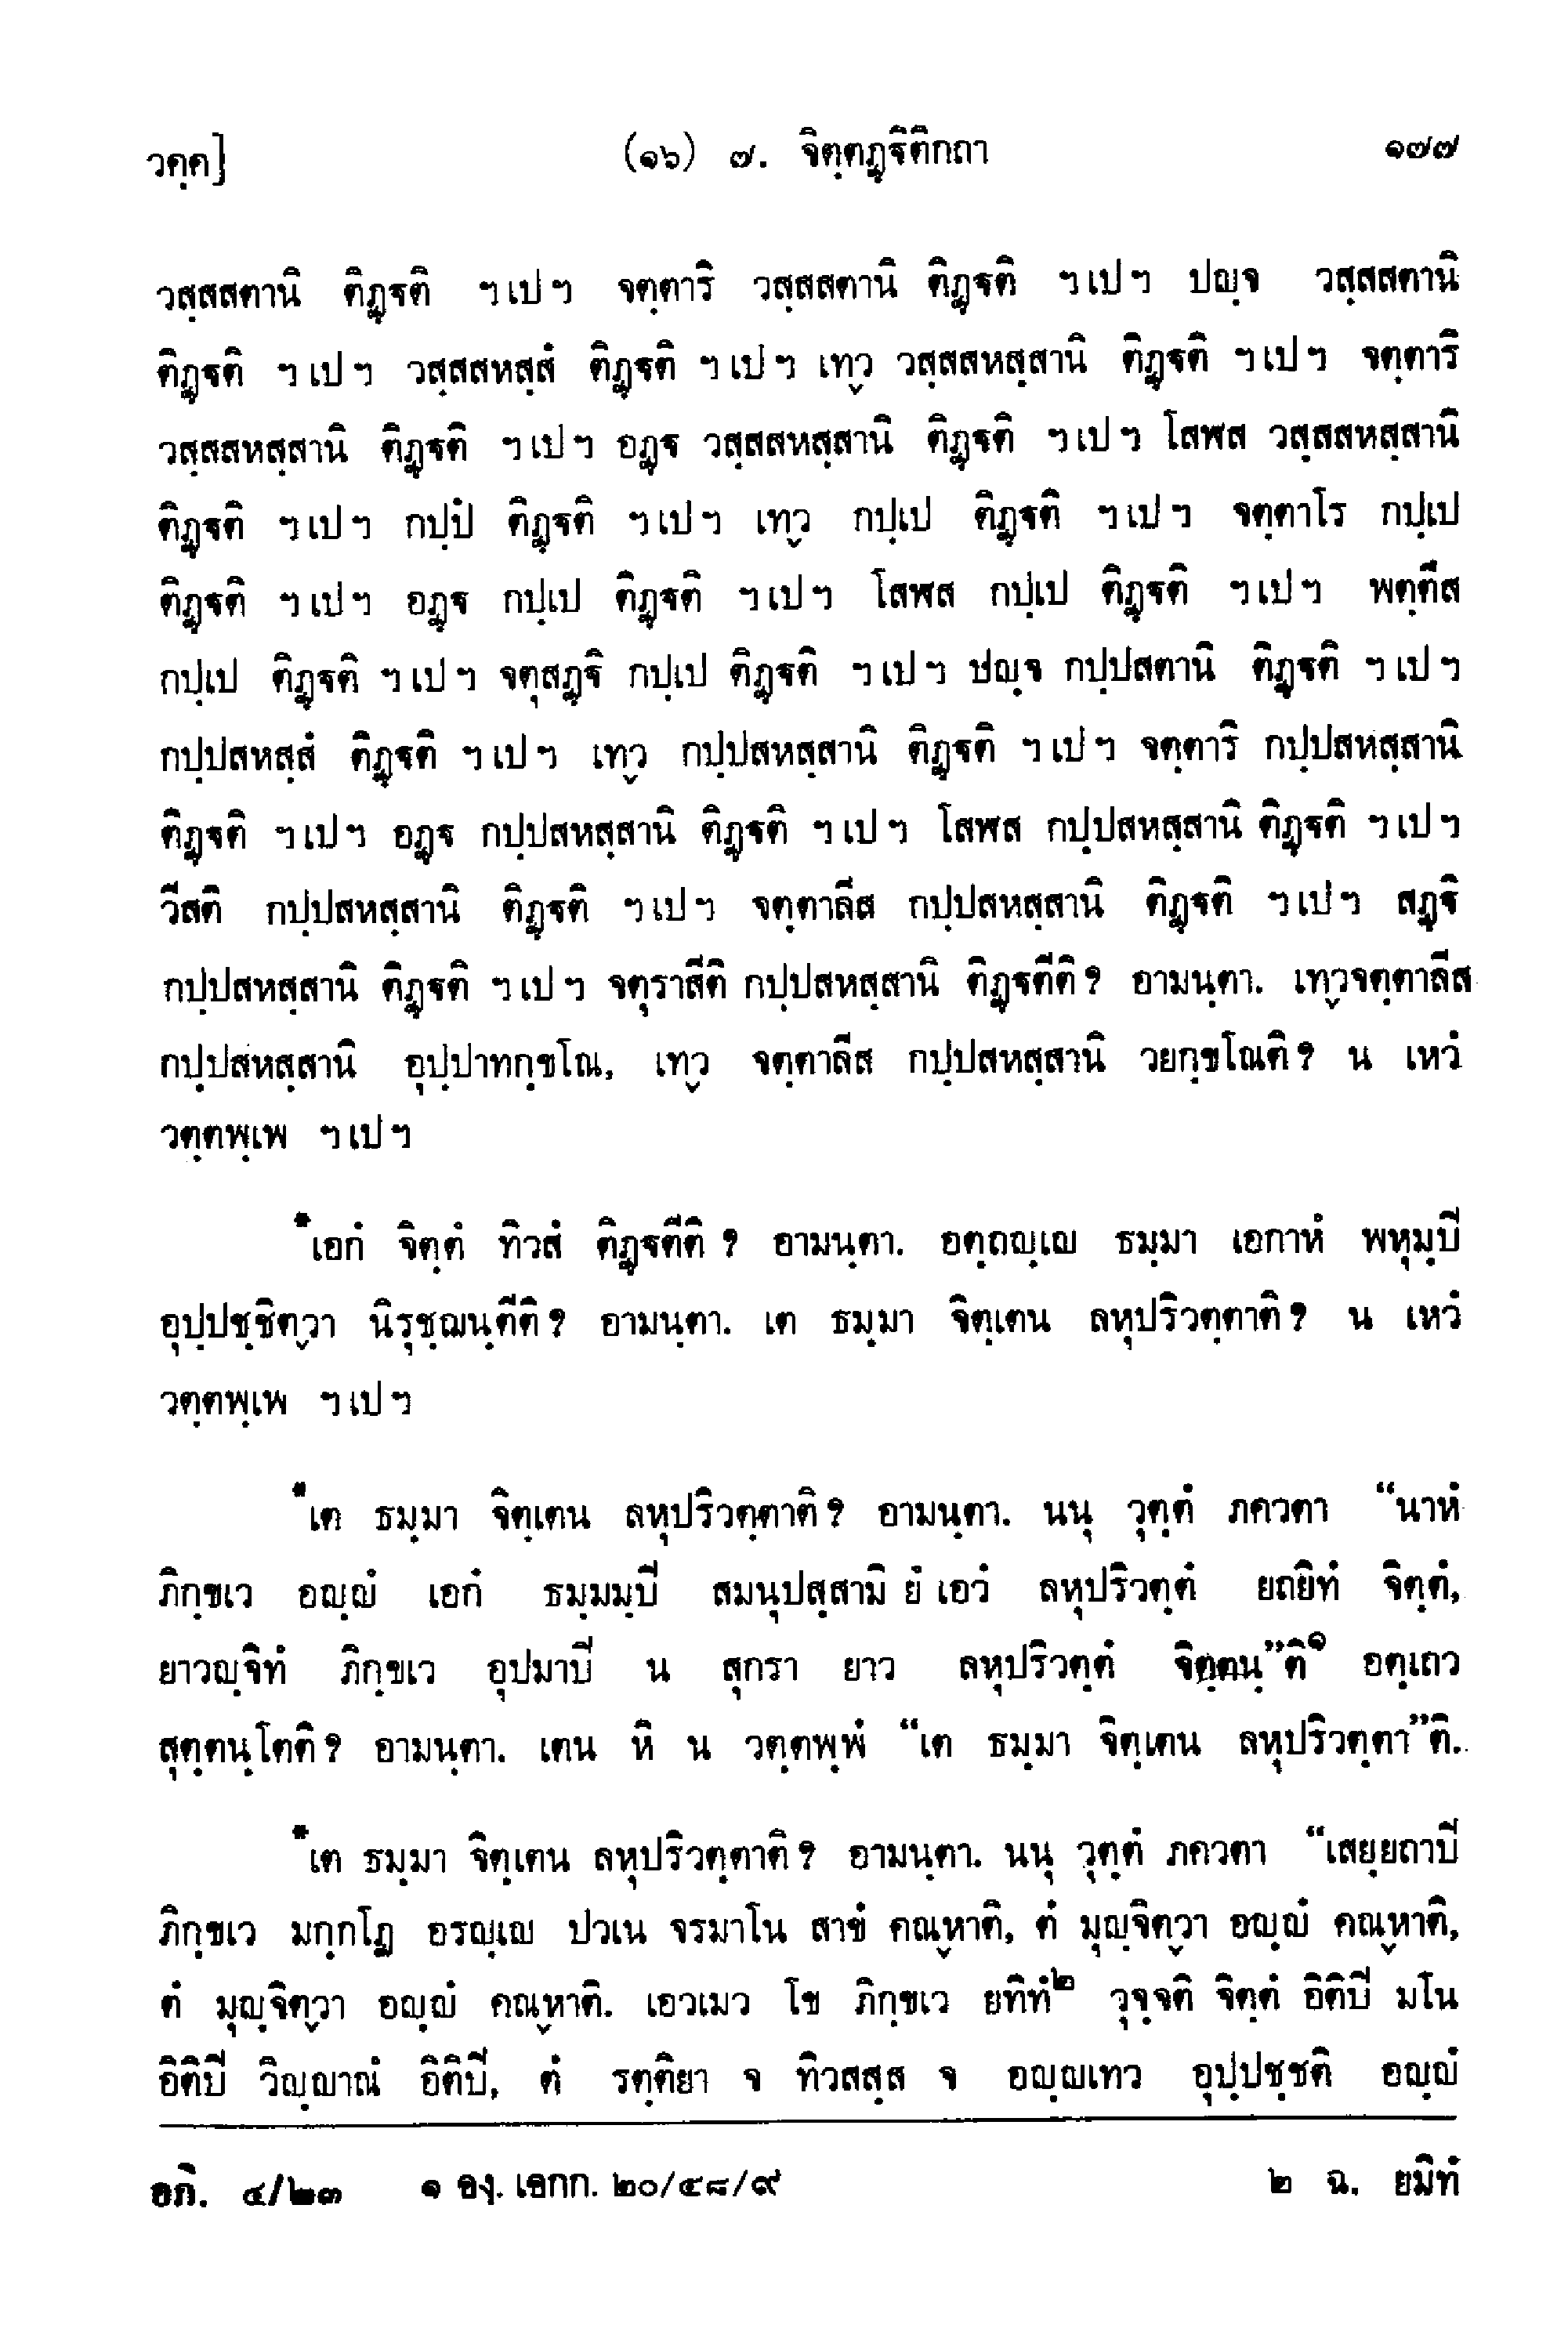 วคฺค] (๑๖) ๗. จิตฺตฏฺฐิติกถา ๑๗๗
วสฺสสตานิ ติฏฺฐติ ฯเปฯ จตฺตาริ วสฺสสตานิ ติฏฺฐติ ฯเปฯ ปญฺจ วสฺสสตานิ
ติฏฺฐติ ฯเปฯ วสฺสสหสฺสํ ติฏฺฐติ ฯเปฯ เทฺว วสฺสสหสฺสานิ ติฏฺฐติ ฯเปฯ จตฺตาริ
วสฺสสหสฺสานิ ติฏฺฐติ ฯเปฯ อฏฺฐ วสฺสสหสฺสานิ ติฏฺฐติ ฯเปฯ โสฬส วสฺสสหสฺสานิ
ติฏฺฐติ ฯเปฯ กปฺปํ ติฏฺฐติ ฯเปฯ เทฺว กปฺเป ติฏฺฐติ ฯเปฯ จตฺตาโร กปฺเป
ติฏฺฐติ ฯเปฯ อฏฺฐ กปฺเป ติฏฺฐติ ฯเปฯ โสฬส กปฺเป ติฏฺฐติ ฯเปฯ พตฺตึส
กปฺเป ติฏฺฐติ ฯเปฯ จตุสฏฺฐิ กปฺเป ติฏฺฐติ ฯเปฯ ปญฺจ กปฺปสตานิ ติฏฺฐติ ฯเปฯ
กปฺปสหสฺสํ ติฏฺฐติ ฯเปฯ เทฺว กปฺปสหสฺสานิ ติฏฺฐติ ฯเปฯ จตฺตาริ กปฺปสหสฺสานิ
ติฏฺฐติ ฯเปฯ อฏฺฐ กปฺปสหสฺสานิ ติฏฺฐติ ฯเปฯ โสฬส กปฺปสหสฺสานิ ติฏฺฐติ ฯเปฯ
วีสติ กปฺปสหสฺสานิ ติฏฺฐติ ฯเปฯ จตฺตาลีส กปฺปสหสฺสานิ ติฏฺฐติ ฯเปฯ สฏฺฐิ
กปฺปสหสฺสานิ ติฏฺฐติ ฯเปฯ จตุราสีติ กปฺปสหสฺสานิ ติฏฺฐตีติ ? อามนฺตา. เทฺวจตฺตาลีส
กปฺปสหสฺสานิ อุปฺปาทกฺขโณ, เทฺว จตฺตาลีส กปฺปสหสฺสานิ วยกฺขโณติ ? น เหวํ
วตฺตพฺเพ ฯเปฯ
*เอกํ จิตฺตํ ทิวสํ ติฏฺฐตีติ ? อามนฺตา. อตฺถญฺเญ ธมฺมา เอกาหํ พหุมฺปิ
อุปฺปชฺชิตฺวา นิรุชฺฌนฺตีติ ? อามนฺตา. เต ธมฺมา จิตฺเตน ลหุปริวตฺตาติ ? น เหวํ
วตฺตพฺเพ ฯเปฯ
*เต ธมฺมา จิตฺเตน ลหุปริวตฺตาติ ? อามนฺตา. นนุ วุตฺตํ ภควตา “นาหํ
ภิกฺขเว อญฺญํ เอกํ ธมฺมมฺปิ สมนุปสฺสามิ ยํ เอวํ ลหุปริวตฺตํ ยถยิทํ จิตฺตํ,
ยาวญฺจิทํ ภิกฺขเว อุปมาปิ น สุกรา ยาว ลหุปริวตฺตํ จิตฺตนฺ”ติ๑ อตฺเถว
สุตฺตนฺโตติ ? อามนฺตา. เตน หิ น วตฺตพฺพํ “เต ธมฺมา จิตฺเตน ลหุปริวตฺตา”ติ.
*เต ธมฺมา จิตฺเตน ลหุปริวตฺตาติ ? อามนฺตา. นนุ วุตฺตํ ภควตา “เสยฺยถาปิ
ภิกฺขเว มกฺกโฏ อรญฺเญ ปวเน จรมาโน สาขํ คณฺหาติ, ตํ มุญฺจิตฺวา อญฺญํ คณฺหาติ,
ตํ มุญฺจิตฺวา อญฺญํ คณฺหาติ. เอวเมว โข ภิกฺขเว ยทิทํ๒ วุจฺจติ จิตฺตํ อิติปิ มโน
อิติปิ วิญฺญาณํ อิติปิ, ตํ รตฺติยา จ ทิวสสฺส จ อญฺญเทว อุปฺปชฺชติ อญฺญํ
อภิ. ๔/๒๓ ๑ องฺ. เอกก. ๒๐/๕๘/๙ ๒ ฉ. ยมิทํ